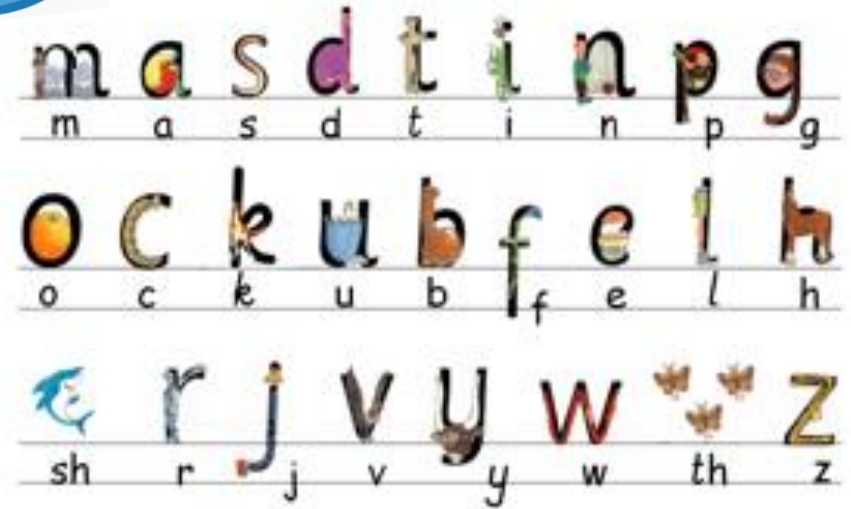 m a s d t i n p g
m a s d t i n p g
o c k u b f e l h
o c k u b f e l h
r j v y w z
sh r j v y w th z